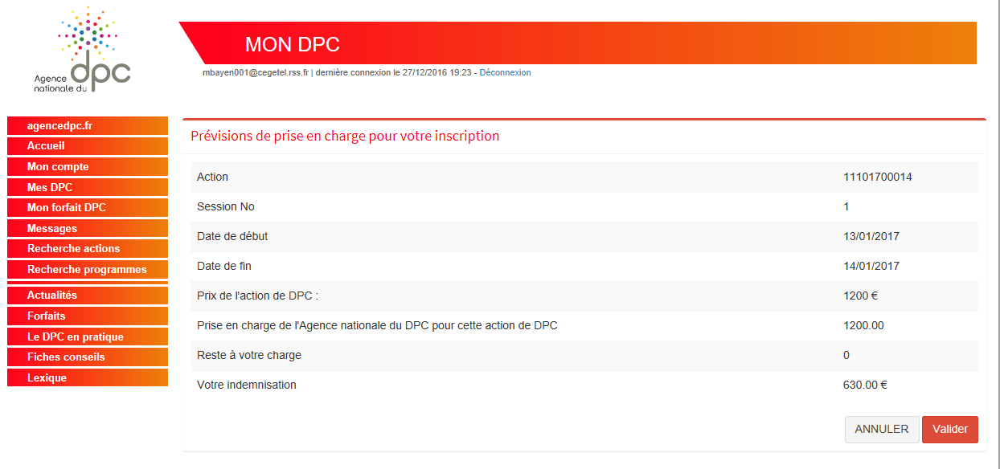 Agence
nationale du dpc
MON DPC
mbayen001@cegetel.rss.fr | dernière connexion le 27/12/2016 19:23 - Déconnexion
agencedpc.fr
Accueil
Mon compte
Mes DPC
Mon forfait DPC
Messages
Recherche actions
Recherche programmes
Actualités
Forfaits
Le DPC en pratique
Fiches conseils
Lexique
Prévisions de prise en charge pour votre inscription
Action 11101700014
Session No 1
Date de début 13/01/2017
Date de fin 14/01/2017
Prix de l'action de DPC : 1200 €
Prise en charge de l'Agence nationale du DPC pour cette action de DPC 1200.00
Reste à votre charge 0
Votre indemnisation 630.00 €
ANNULER Valider